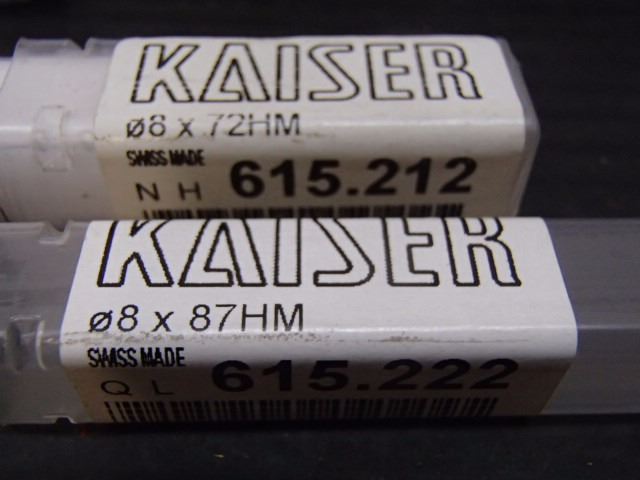 KAISER
ø8 x 72HM
SWISS MADE
N H 615.212
KAISER
ø8 x 87HM
SWISS MADE
Q L 615.222